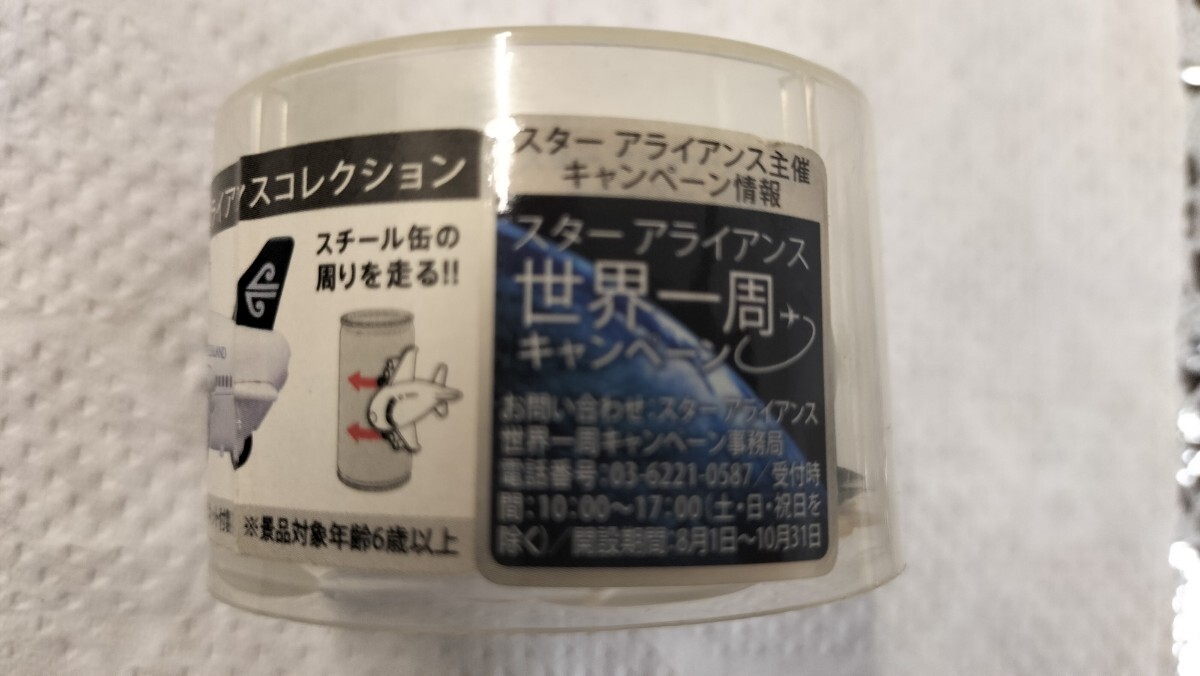 スコレクション
スチール缶の
周りを走る!!
※景品対象年齢6歳以上
スター アライアンス主催
キャンペーン情報
スター アライアンス
世界一周
キャンペーン
お問い合わせ:スター アライアンス
世界一周キャンペーン事務局
電話番号:03-6221-0587/受付時
間:10:00〜17:00(土・日・祝日を
除く)/開設期間:8月1日〜10月31日